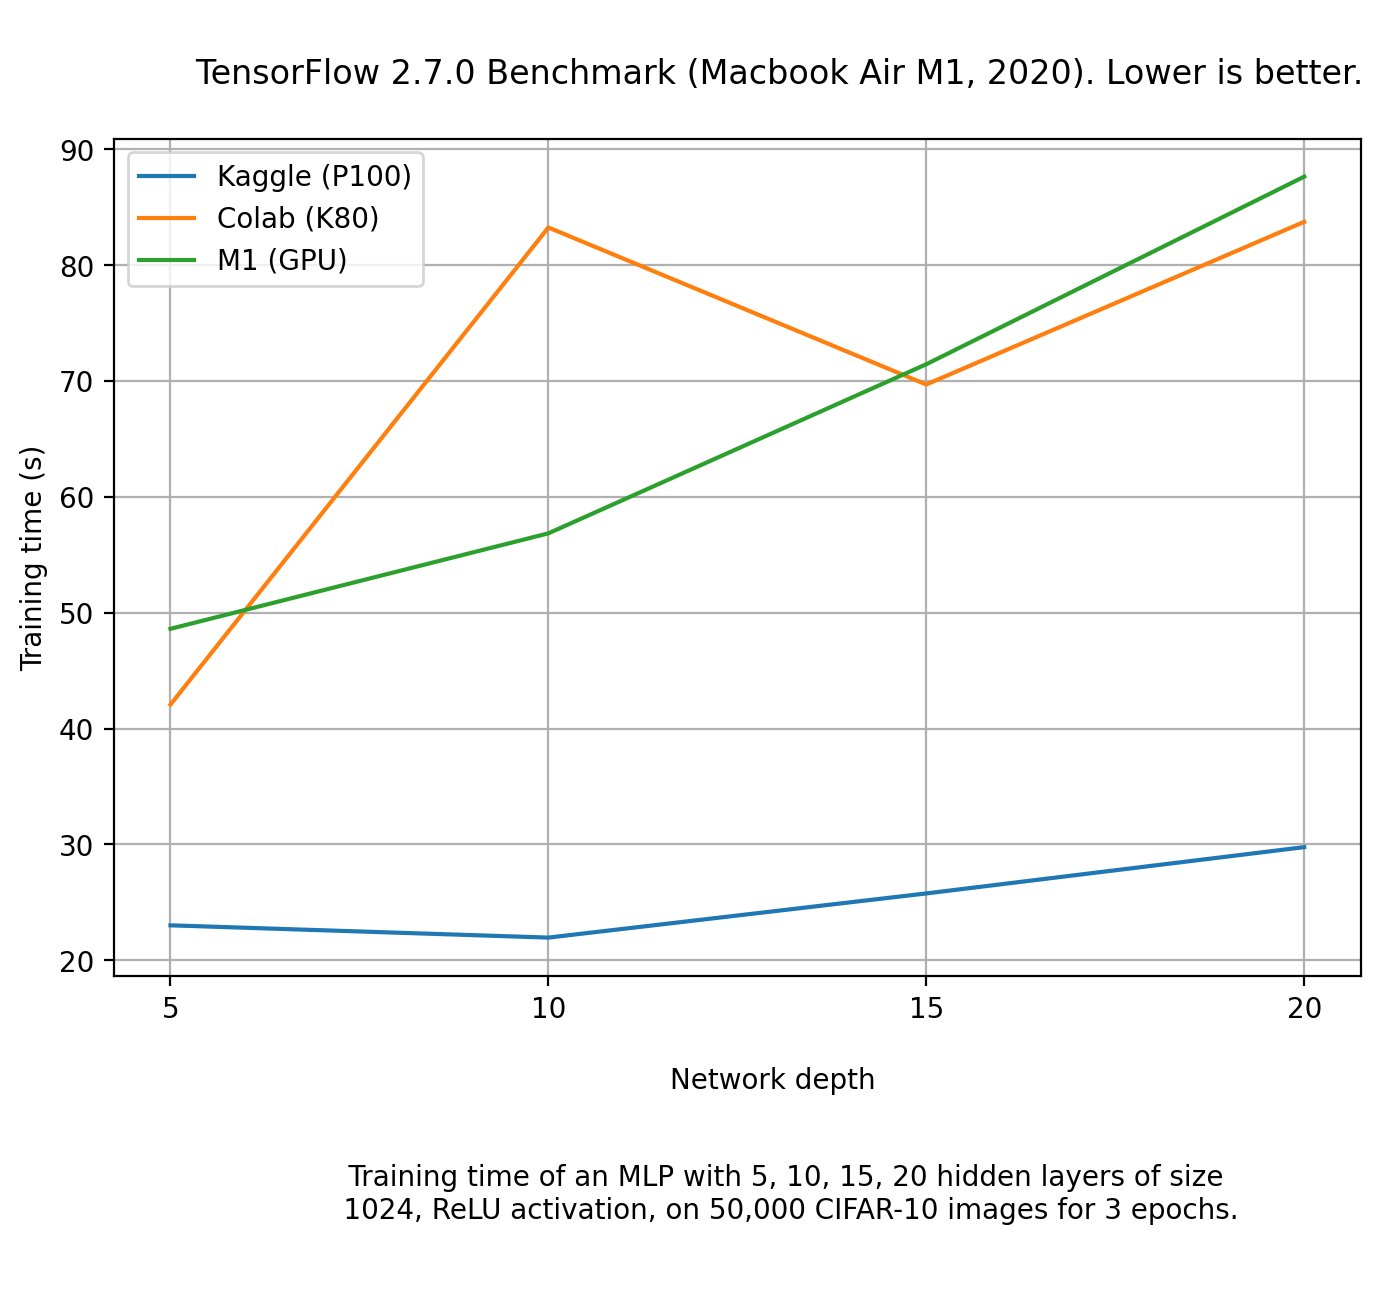 TensorFlow 2.7.0 Benchmark (Macbook Air M1, 2020). Lower is better.
Kaggle (P100)
Colab (K80)
M1 (GPU)
90
80
70
60
50
40
30
20
Training time (s)
5 10 15 20
Network depth
Training time of an MLP with 5, 10, 15, 20 hidden layers of size
1024, ReLU activation, on 50,000 CIFAR-10 images for 3 epochs.